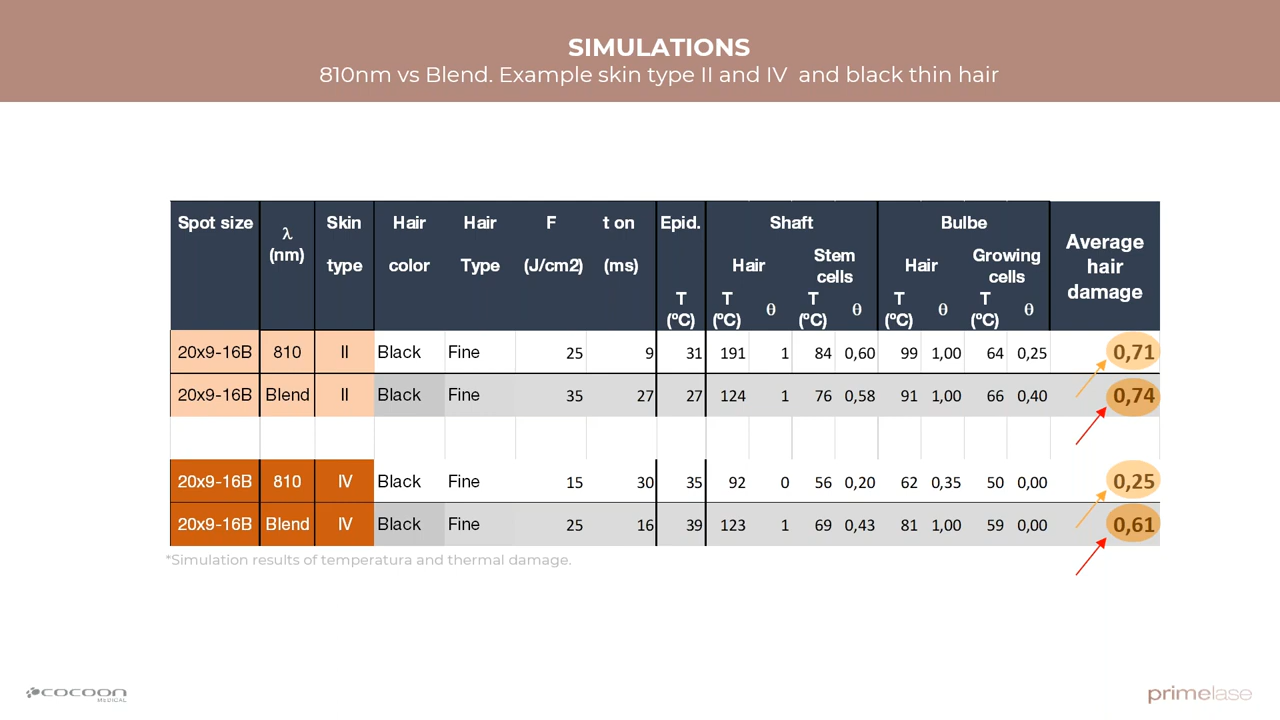 SIMULATIONS
810nm vs Blend. Example skin type II and IV and black thin hair
Spot size λ (nm) Skin type Hair color Hair Type F (J/cm2) t on (ms) Epid. T (ºC) Shaft Hair T (ºC) θ Stem cells T (ºC) θ Bulbe Hair T (ºC) θ Growing cells T (ºC) θ Average hair damage
20x9-16B 810 II Black Fine 25 9 31 191 1 84 0,60 99 1,00 64 0,25 0,71
20x9-16B Blend II Black Fine 35 27 27 124 1 76 0,58 91 1,00 66 0,40 0,74
20x9-16B 810 IV Black Fine 15 30 35 92 0 56 0,20 62 0,35 50 0,00 0,25
20x9-16B Blend IV Black Fine 25 16 39 123 1 69 0,43 81 1,00 59 0,00 0,61
*Simulation results of temperatura and thermal damage.
cocoon
MEDICAL
primelase